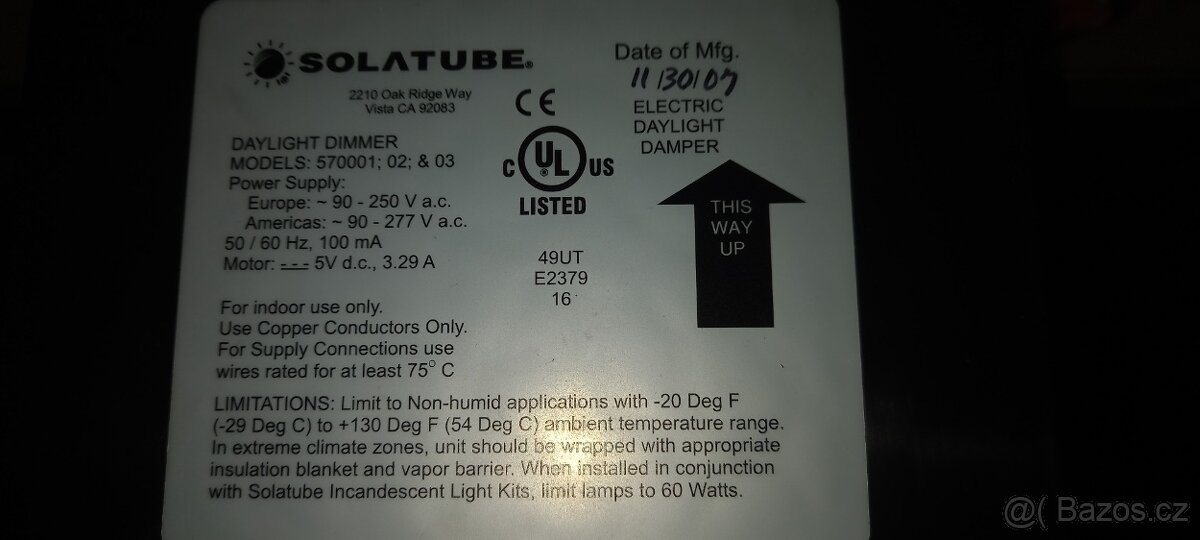 SOLATUBE®
2210 Oak Ridge Way
Vista CA 92083
DAYLIGHT DIMMER
MODELS: 570001; 02; & 03
Power Supply:
Europe: ~ 90 - 250 V a.c.
Americas: ~ 90 - 277 V a.c.
50 / 60 Hz, 100 mA
Motor: --- 5V d.c., 3.29 A
For indoor use only.
Use Copper Conductors Only.
For Supply Connections use
wires rated for at least 75° C
CE
C UL US
LISTED
49UT
E2379
16
Date of Mfg.
11/30/07
ELECTRIC
DAYLIGHT
DAMPER
THIS
WAY
UP
LIMITATIONS: Limit to Non-humid applications with -20 Deg F
(-29 Deg C) to +130 Deg F (54 Deg C) ambient temperature range.
In extreme climate zones, unit should be wrapped with appropriate
insulation blanket and vapor barrier. When installed in conjunction
with Solatube Incandescent Light Kits, limit lamps to 60 Watts.
@( Bazos.cz